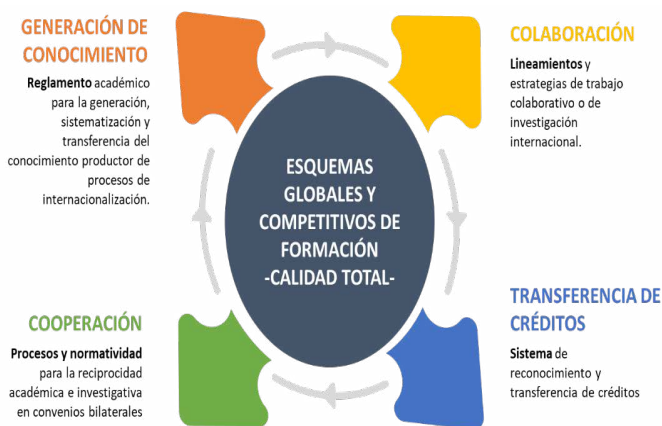 GENERACIÓN DE
CONOCIMIENTO
Reglamento académico
para la generación,
sistematización y
transferencia del
conocimiento productor de
procesos de
internacionalización.
COLABORACIÓN
Lineamientos y
estrategias de trabajo
colaborativo o de
investigación
internacional.
ESQUEMAS
GLOBALES Y
COMPETITIVOS DE
FORMACIÓN
-CALIDAD TOTAL-
COOPERACIÓN
Procesos y normatividad
para la reciprocidad
académica e investigativa
en convenios bilaterales
TRANSFERENCIA DE
CRÉDITOS
Sistema de
reconocimiento y
transferencia de créditos